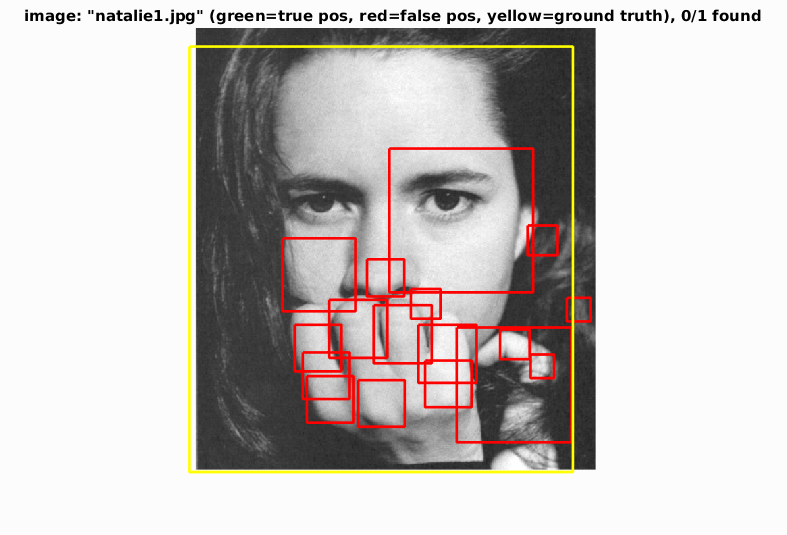 image: "natalie1.jpg" (green=true pos, red=false pos, yellow=ground truth), 0/1 found